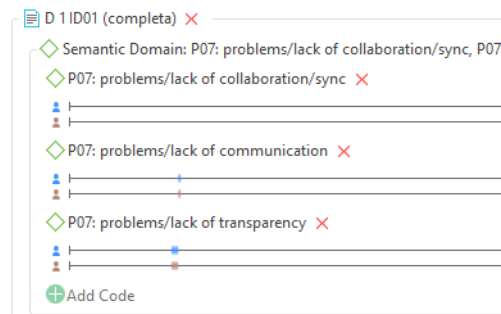 D 1 ID01 (completa)
Semantic Domain: P07: problems/lack of collaboration/sync, P07
P07: problems/lack of collaboration/sync
P07: problems/lack of communication
P07: problems/lack of transparency
Add Code